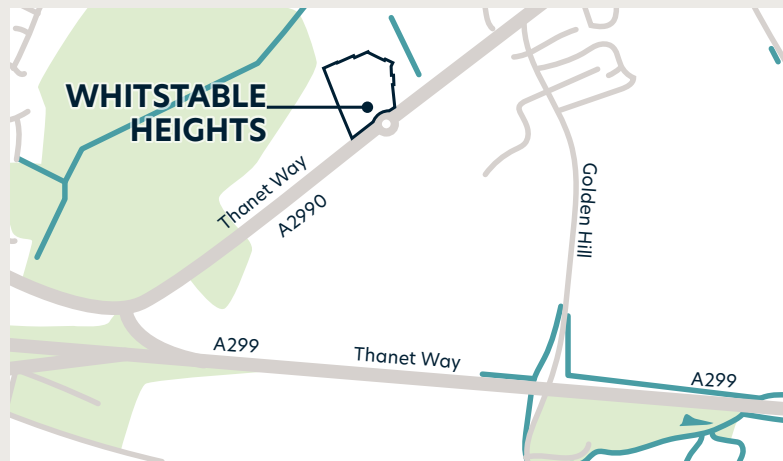 WHITSTABLE
HEIGHTS
Thanet Way
A2990
Golden Hill
A299
Thanet Way
A299